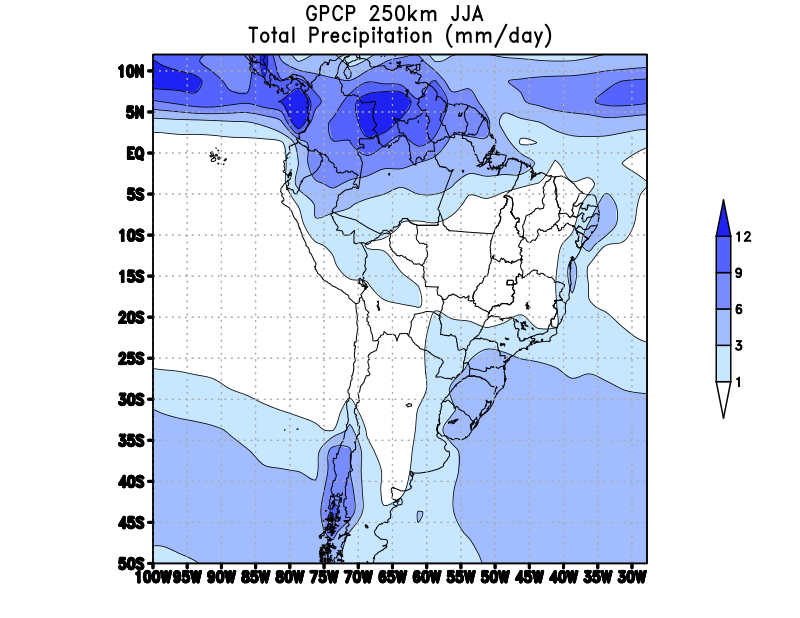 GPCP 250km JJA
Total Precipitation (mm/day)
10N
5N
EQ
5S
10S
15S
20S
25S
30S
35S
40S
45S
50S
100W 95W 90W 85W 80W 75W 70W 65W 60W 55W 50W 45W 40W 35W 30W
12
9
6
3
1